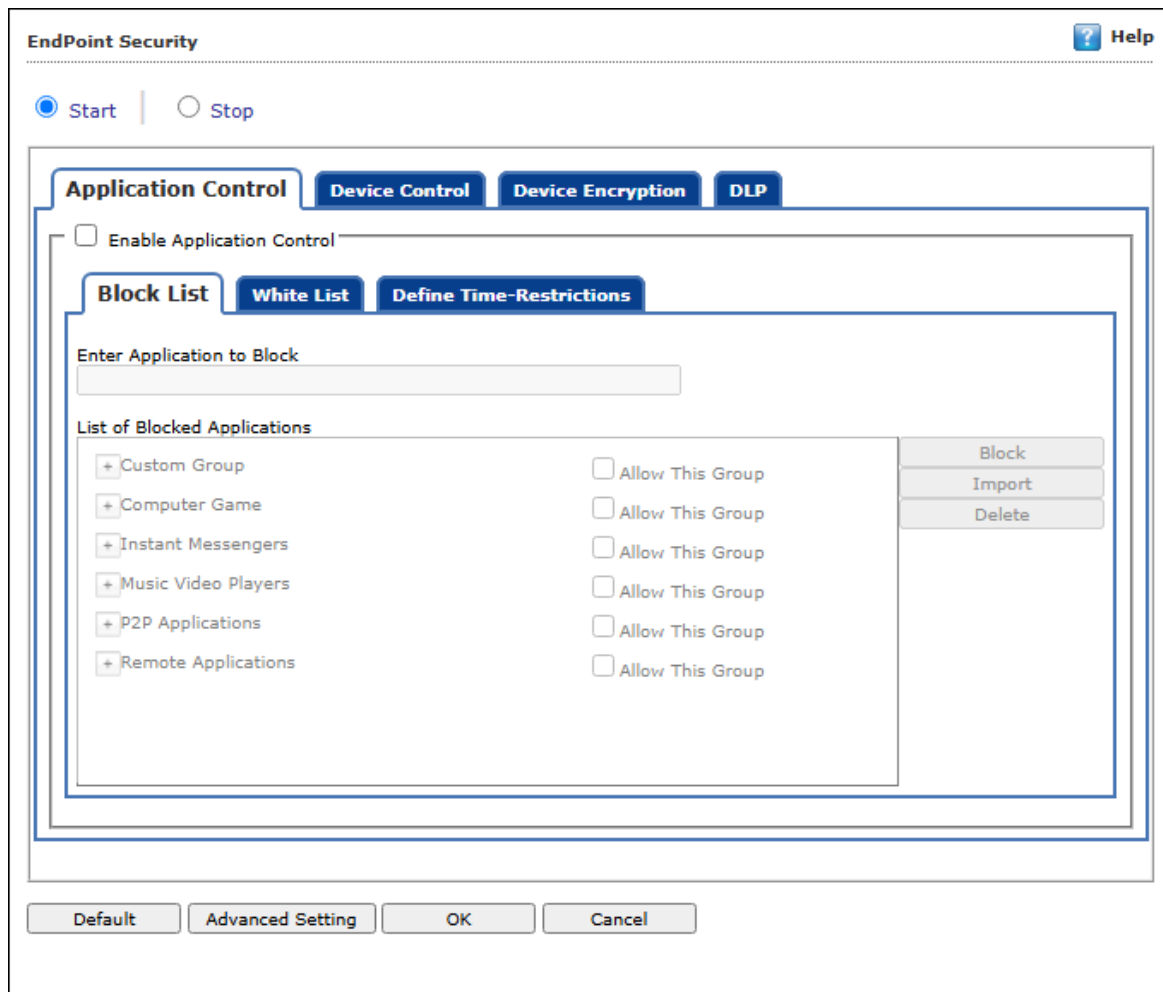 EndPoint Security
? Help
Start
Stop
Application Control
Device Control
Device Encryption
DLP
Enable Application Control
Block List
White List
Define Time-Restrictions
Enter Application to Block
List of Blocked Applications
+ Custom Group
Allow This Group
+ Computer Game
Allow This Group
+ Instant Messengers
Allow This Group
+ Music Video Players
Allow This Group
+ P2P Applications
Allow This Group
+ Remote Applications
Allow This Group
Block
Import
Delete
Default
Advanced Setting
OK
Cancel